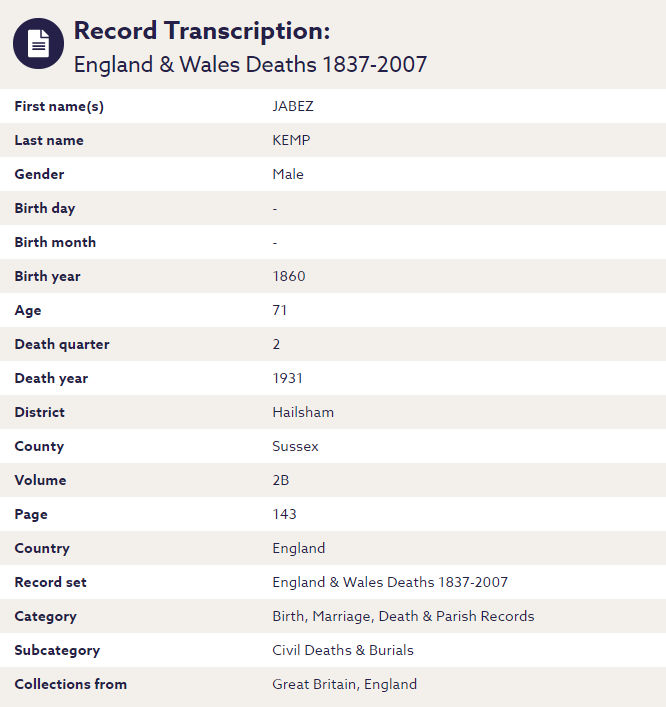 Record Transcription:
England & Wales Deaths 1837-2007
First name(s) JABEZ
Last name KEMP
Gender Male
Birth day -
Birth month -
Birth year 1860
Age 71
Death quarter 2
Death year 1931
District Hailsham
County Sussex
Volume 2B
Page 143
Country England
Record set England & Wales Deaths 1837-2007
Category Birth, Marriage, Death & Parish Records
Subcategory Civil Deaths & Burials
Collections from Great Britain, England